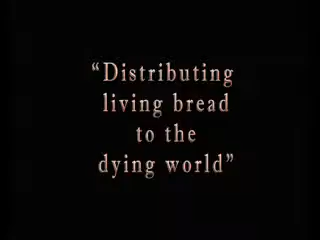 “Distributing
living bread
to the
dying world”